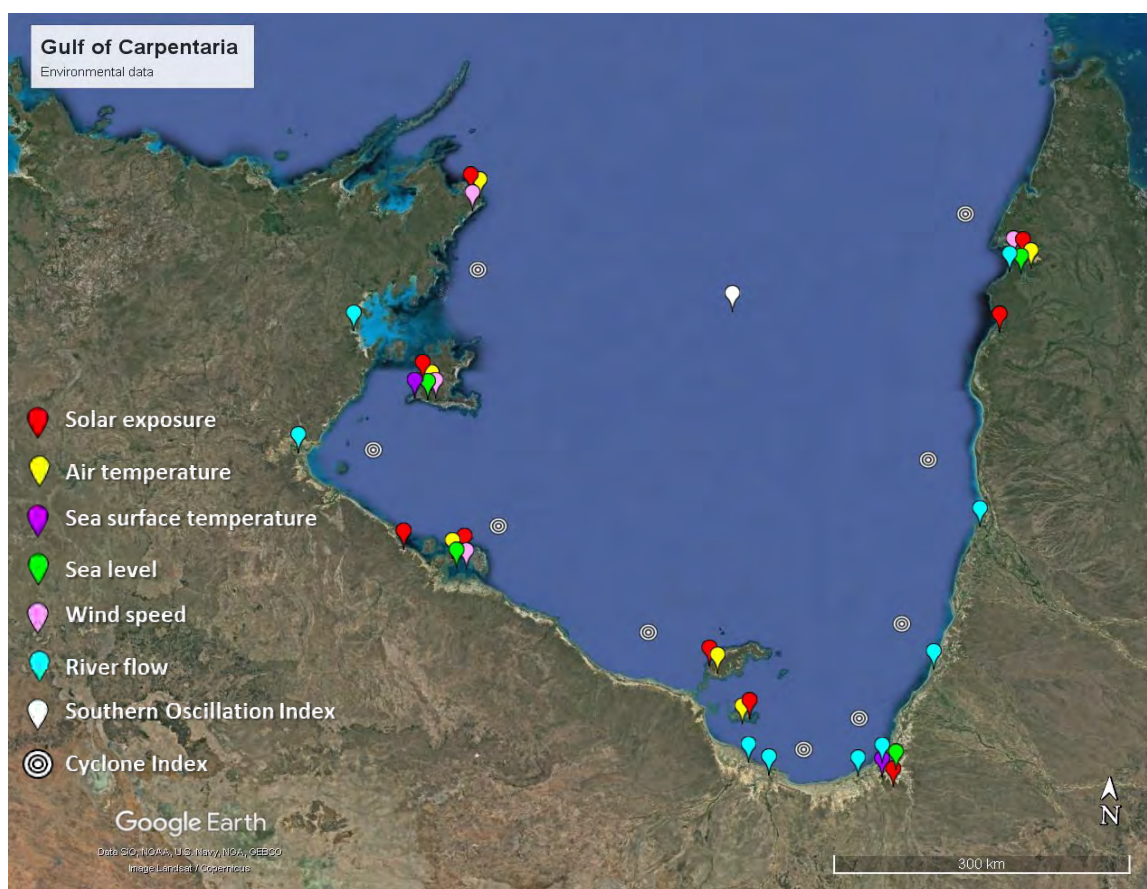 Gulf of Carpentaria
Environmental data
Solar exposure
Air temperature
Sea surface temperature
Sea level
Wind speed
River flow
Southern Oscillation Index
Cyclone Index
Google Earth
Data SIO, NOAA, U.S. Navy, NGA, GEBCO
Image Landsat / Copernicus
N
300 km